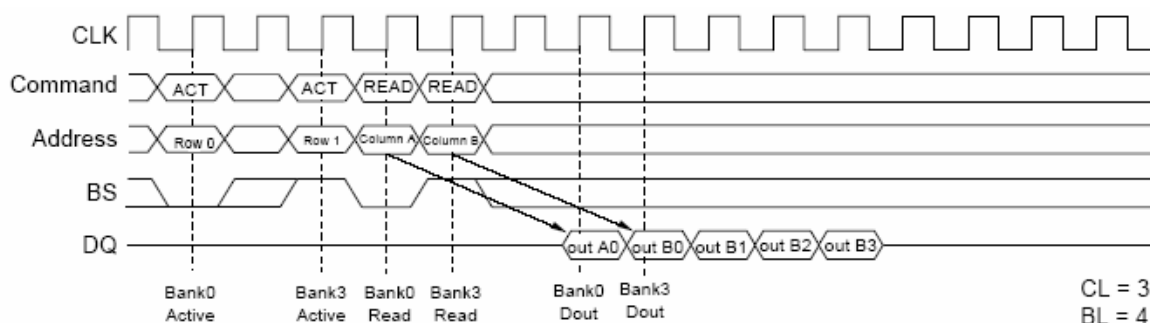 CLK
Command ACT ACT READ READ
Address Row 0 Row 1 Column A Column B
BS
DQ out A0 out B0 out B1 out B2 out B3
Bank0 Bank3 Bank0 Bank3 Bank0 Bank3
Active Active Read Read Dout Dout
CL = 3
BL = 4